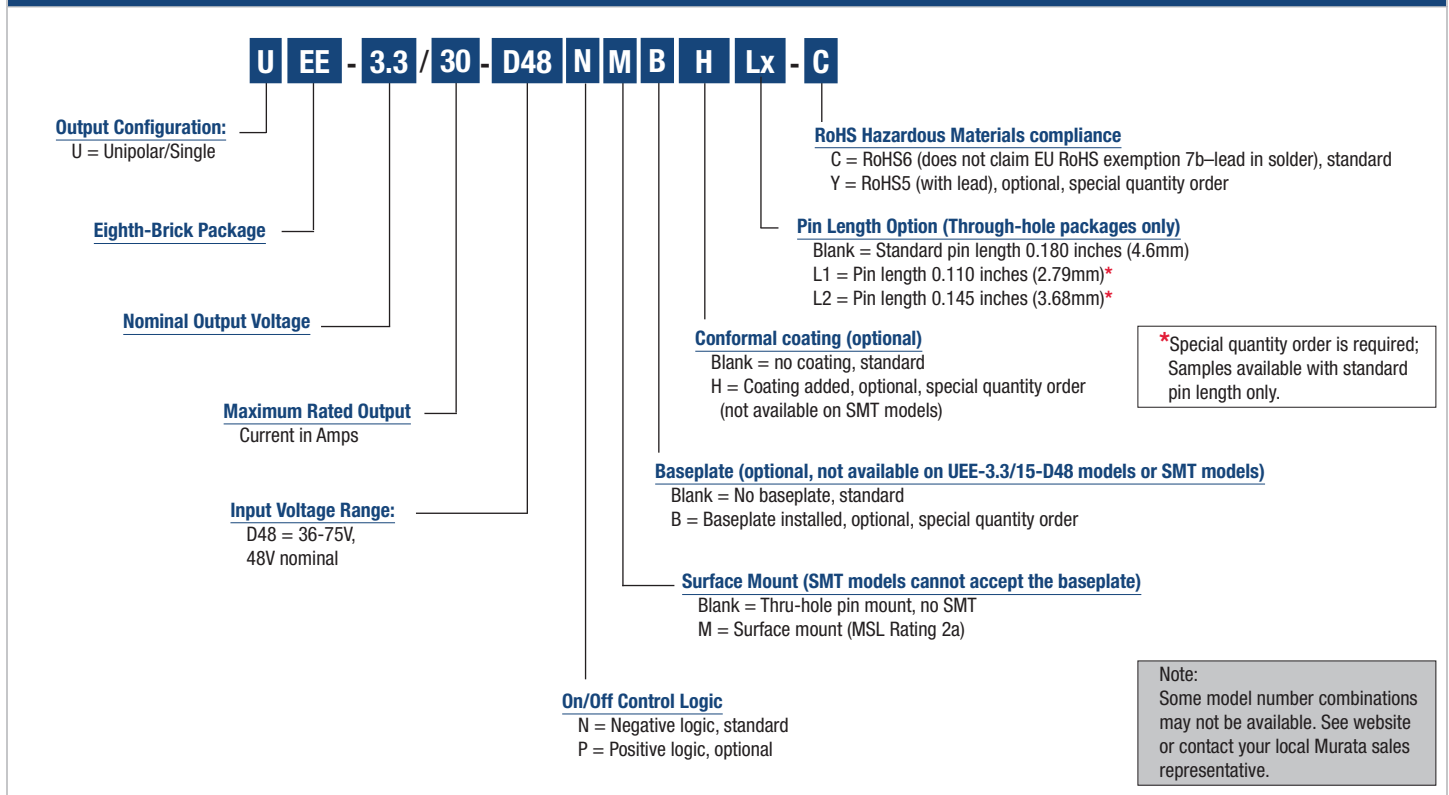 U EE - 3.3 / 30 - D48 N M B H Lx - C
Output Configuration:
U = Unipolar/Single
Eighth-Brick Package
Nominal Output Voltage
Maximum Rated Output
Current in Amps
Input Voltage Range:
D48 = 36-75V,
48V nominal
RoHS Hazardous Materials compliance
C = RoHS6 (does not claim EU RoHS exemption 7b–lead in solder), standard
Y = RoHS5 (with lead), optional, special quantity order
Pin Length Option (Through-hole packages only)
Blank = Standard pin length 0.180 inches (4.6mm)
L1 = Pin length 0.110 inches (2.79mm)*
L2 = Pin length 0.145 inches (3.68mm)*
*Special quantity order is required;
Samples available with standard
pin length only.
Conformal coating (optional)
Blank = no coating, standard
H = Coating added, optional, special quantity order
(not available on SMT models)
Baseplate (optional, not available on UEE-3.3/15-D48 models or SMT models)
Blank = No baseplate, standard
B = Baseplate installed, optional, special quantity order
Surface Mount (SMT models cannot accept the baseplate)
Blank = Thru-hole pin mount, no SMT
M = Surface mount (MSL Rating 2a)
On/Off Control Logic
N = Negative logic, standard
P = Positive logic, optional
Note:
Some model number combinations
may not be available. See website
or contact your local Murata sales
representative.